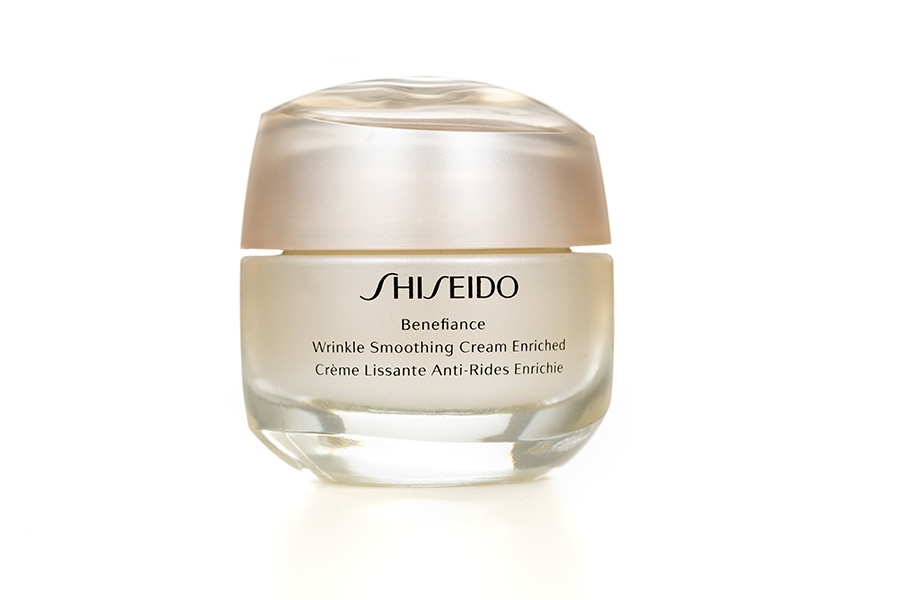 SHISEIDO
Benefiance
Wrinkle Smoothing Cream Enriched
Crème Lissante Anti-Rides Enrichie